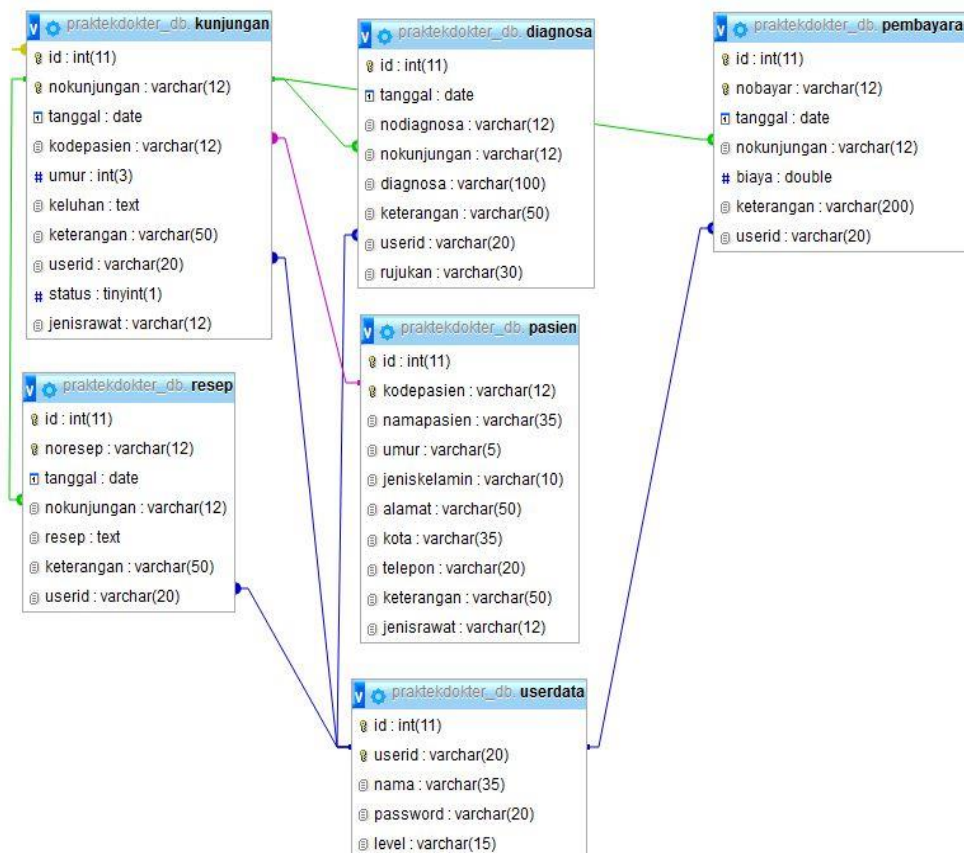 praktekdokter_db. kunjungan
id : int(11)
nokunjungan : varchar(12)
tanggal : date
kodepasien : varchar(12)
# umur : int(3)
keluhan : text
keterangan : varchar(50)
userid : varchar(20)
# status : tinyint(1)
jenisrawat : varchar(12)
praktekdokter_db. diagnosa
id : int(11)
tanggal : date
nodiagnosa : varchar(12)
nokunjungan : varchar(12)
diagnosa : varchar(100)
keterangan : varchar(50)
userid : varchar(20)
rujukan : varchar(30)
praktekdokter_db. pembayaran
id : int(11)
nobayar : varchar(12)
tanggal : date
nokunjungan : varchar(12)
# biaya : double
keterangan : varchar(200)
userid : varchar(20)
praktekdokter_db. resep
id : int(11)
noresep : varchar(12)
tanggal : date
nokunjungan : varchar(12)
resep : text
keterangan : varchar(50)
userid : varchar(20)
praktekdokter_db. pasien
id : int(11)
kodepasien : varchar(12)
namapasien : varchar(35)
umur : varchar(5)
jeniskelamin : varchar(10)
alamat : varchar(50)
kota : varchar(35)
telepon : varchar(20)
keterangan : varchar(50)
jenisrawat : varchar(12)
praktekdokter_db. userdata
id : int(11)
userid : varchar(20)
nama : varchar(35)
password : varchar(20)
level : varchar(15)